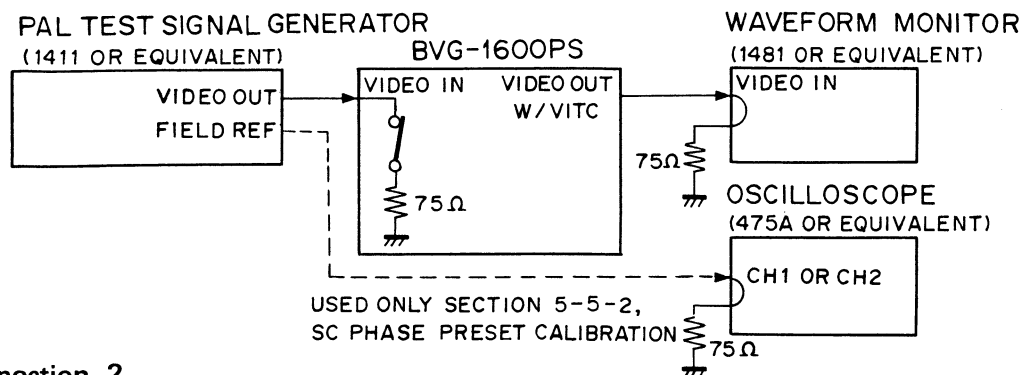 PAL TEST SIGNAL GENERATOR
(1411 OR EQUIVALENT)
VIDEO OUT
FIELD REF
BVG-1600PS
VIDEO IN
VIDEO OUT
W/VITC
75Ω
WAVEFORM MONITOR
(1481 OR EQUIVALENT)
VIDEO IN
75Ω
OSCILLOSCOPE
(475A OR EQUIVALENT)
CH1 OR CH2
75Ω
USED ONLY SECTION 5-5-2,
SC PHASE PRESET CALIBRATION
2